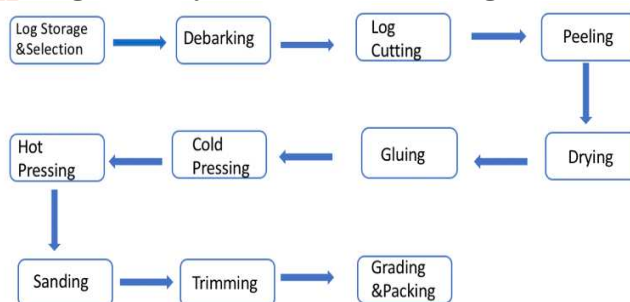 Log Storage
&Selection
Debarking
Log
Cutting
Peeling
Drying
Gluing
Cold
Pressing
Hot
Pressing
Sanding
Trimming
Grading
&Packing